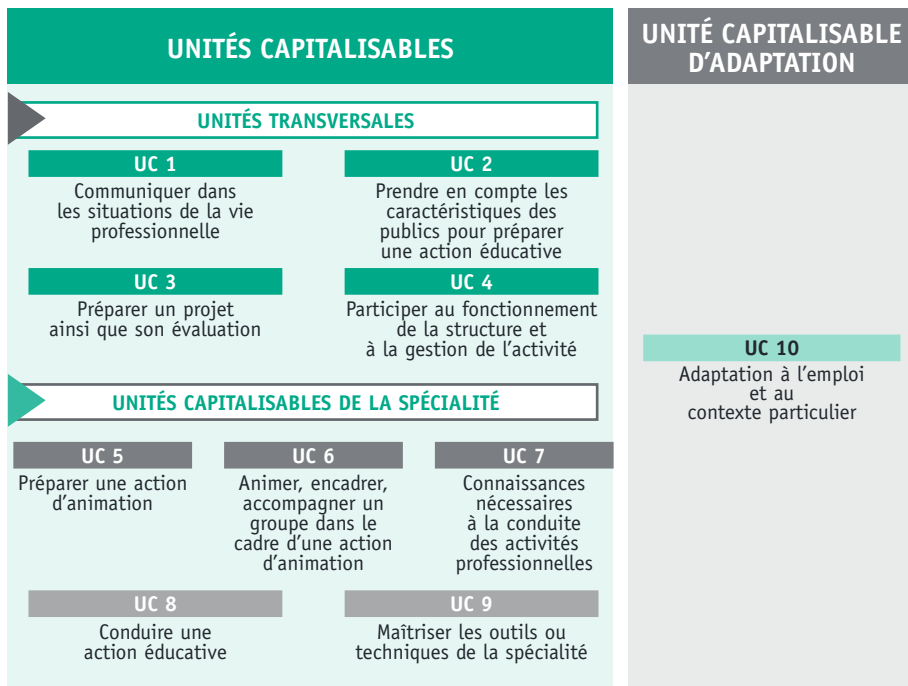 UNITÉS CAPITALISABLES
UNITÉS TRANSVERSALES
UC 1
Communiquer dans
les situations de la vie
professionnelle
UC 2
Prendre en compte les
caractéristiques des
publics pour préparer
une action éducative
UC 3
Préparer un projet
ainsi que son évaluation
UC 4
Participer au fonctionnement
de la structure et
à la gestion de l’activité
UNITÉS CAPITALISABLES DE LA SPÉCIALITÉ
UC 5
Préparer une action
d’animation
UC 6
Animer, encadrer,
accompagner un
groupe dans le
cadre d’une action
d’animation
UC 7
Connaissances
nécessaires
à la conduite
des activités
professionnelles
UC 8
Conduire une
action éducative
UC 9
Maîtriser les outils ou
techniques de la spécialité
UNITÉ CAPITALISABLE
D’ADAPTATION
UC 10
Adaptation à l’emploi
et au
contexte particulier